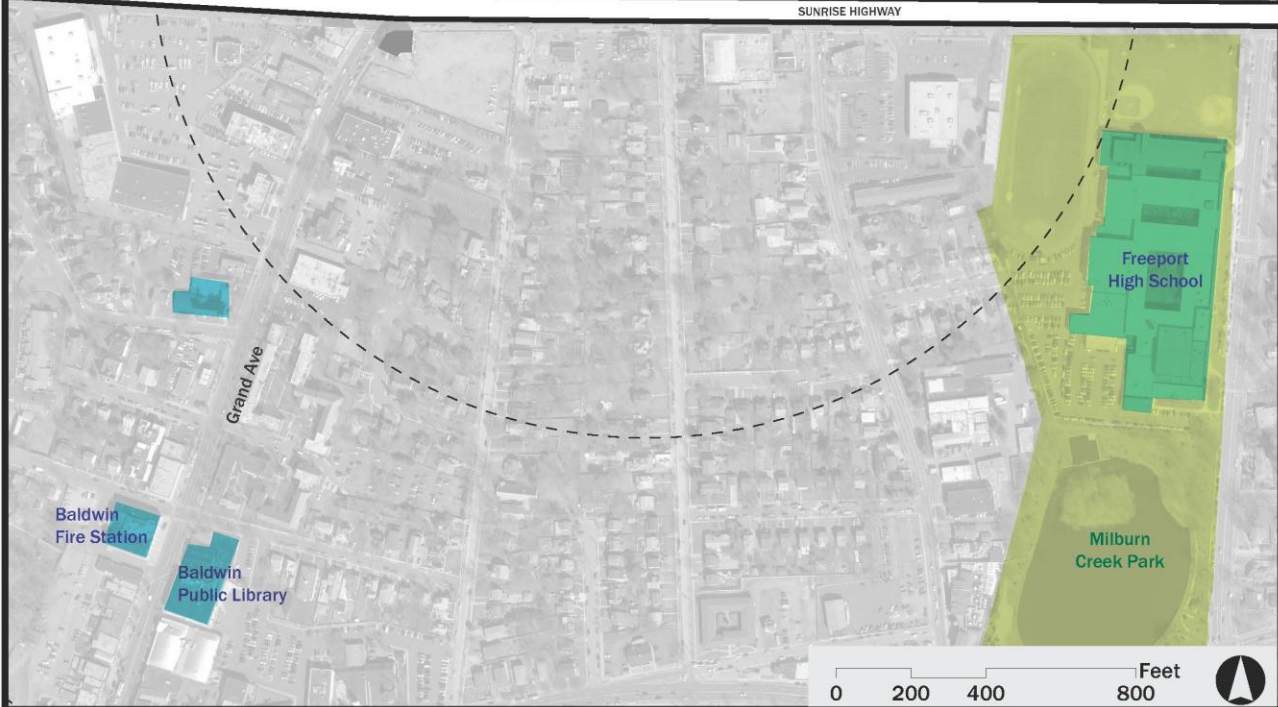 SUNRISE HIGHWAY
Freeport
High School
Grand Ave
Baldwin
Fire Station
Baldwin
Public Library
Milburn
Creek Park
Feet
0 200 400 800